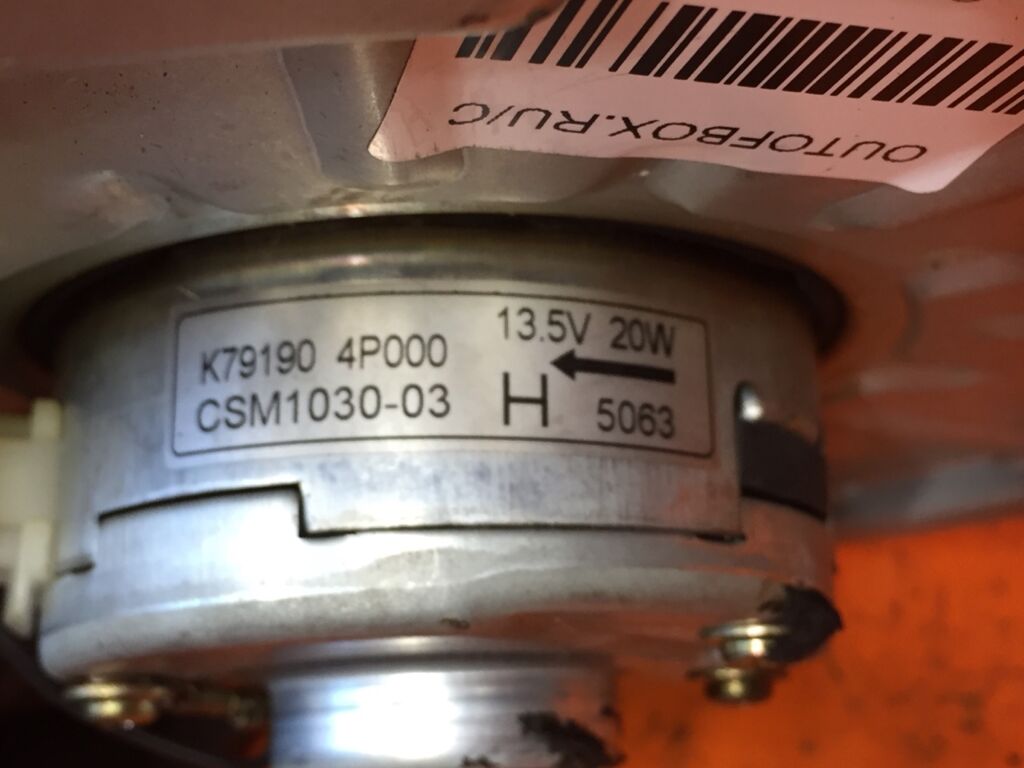 OUTOFBOX.RU/C
K79190 4P000
CSM1030-03
13.5V 20W
H 5063